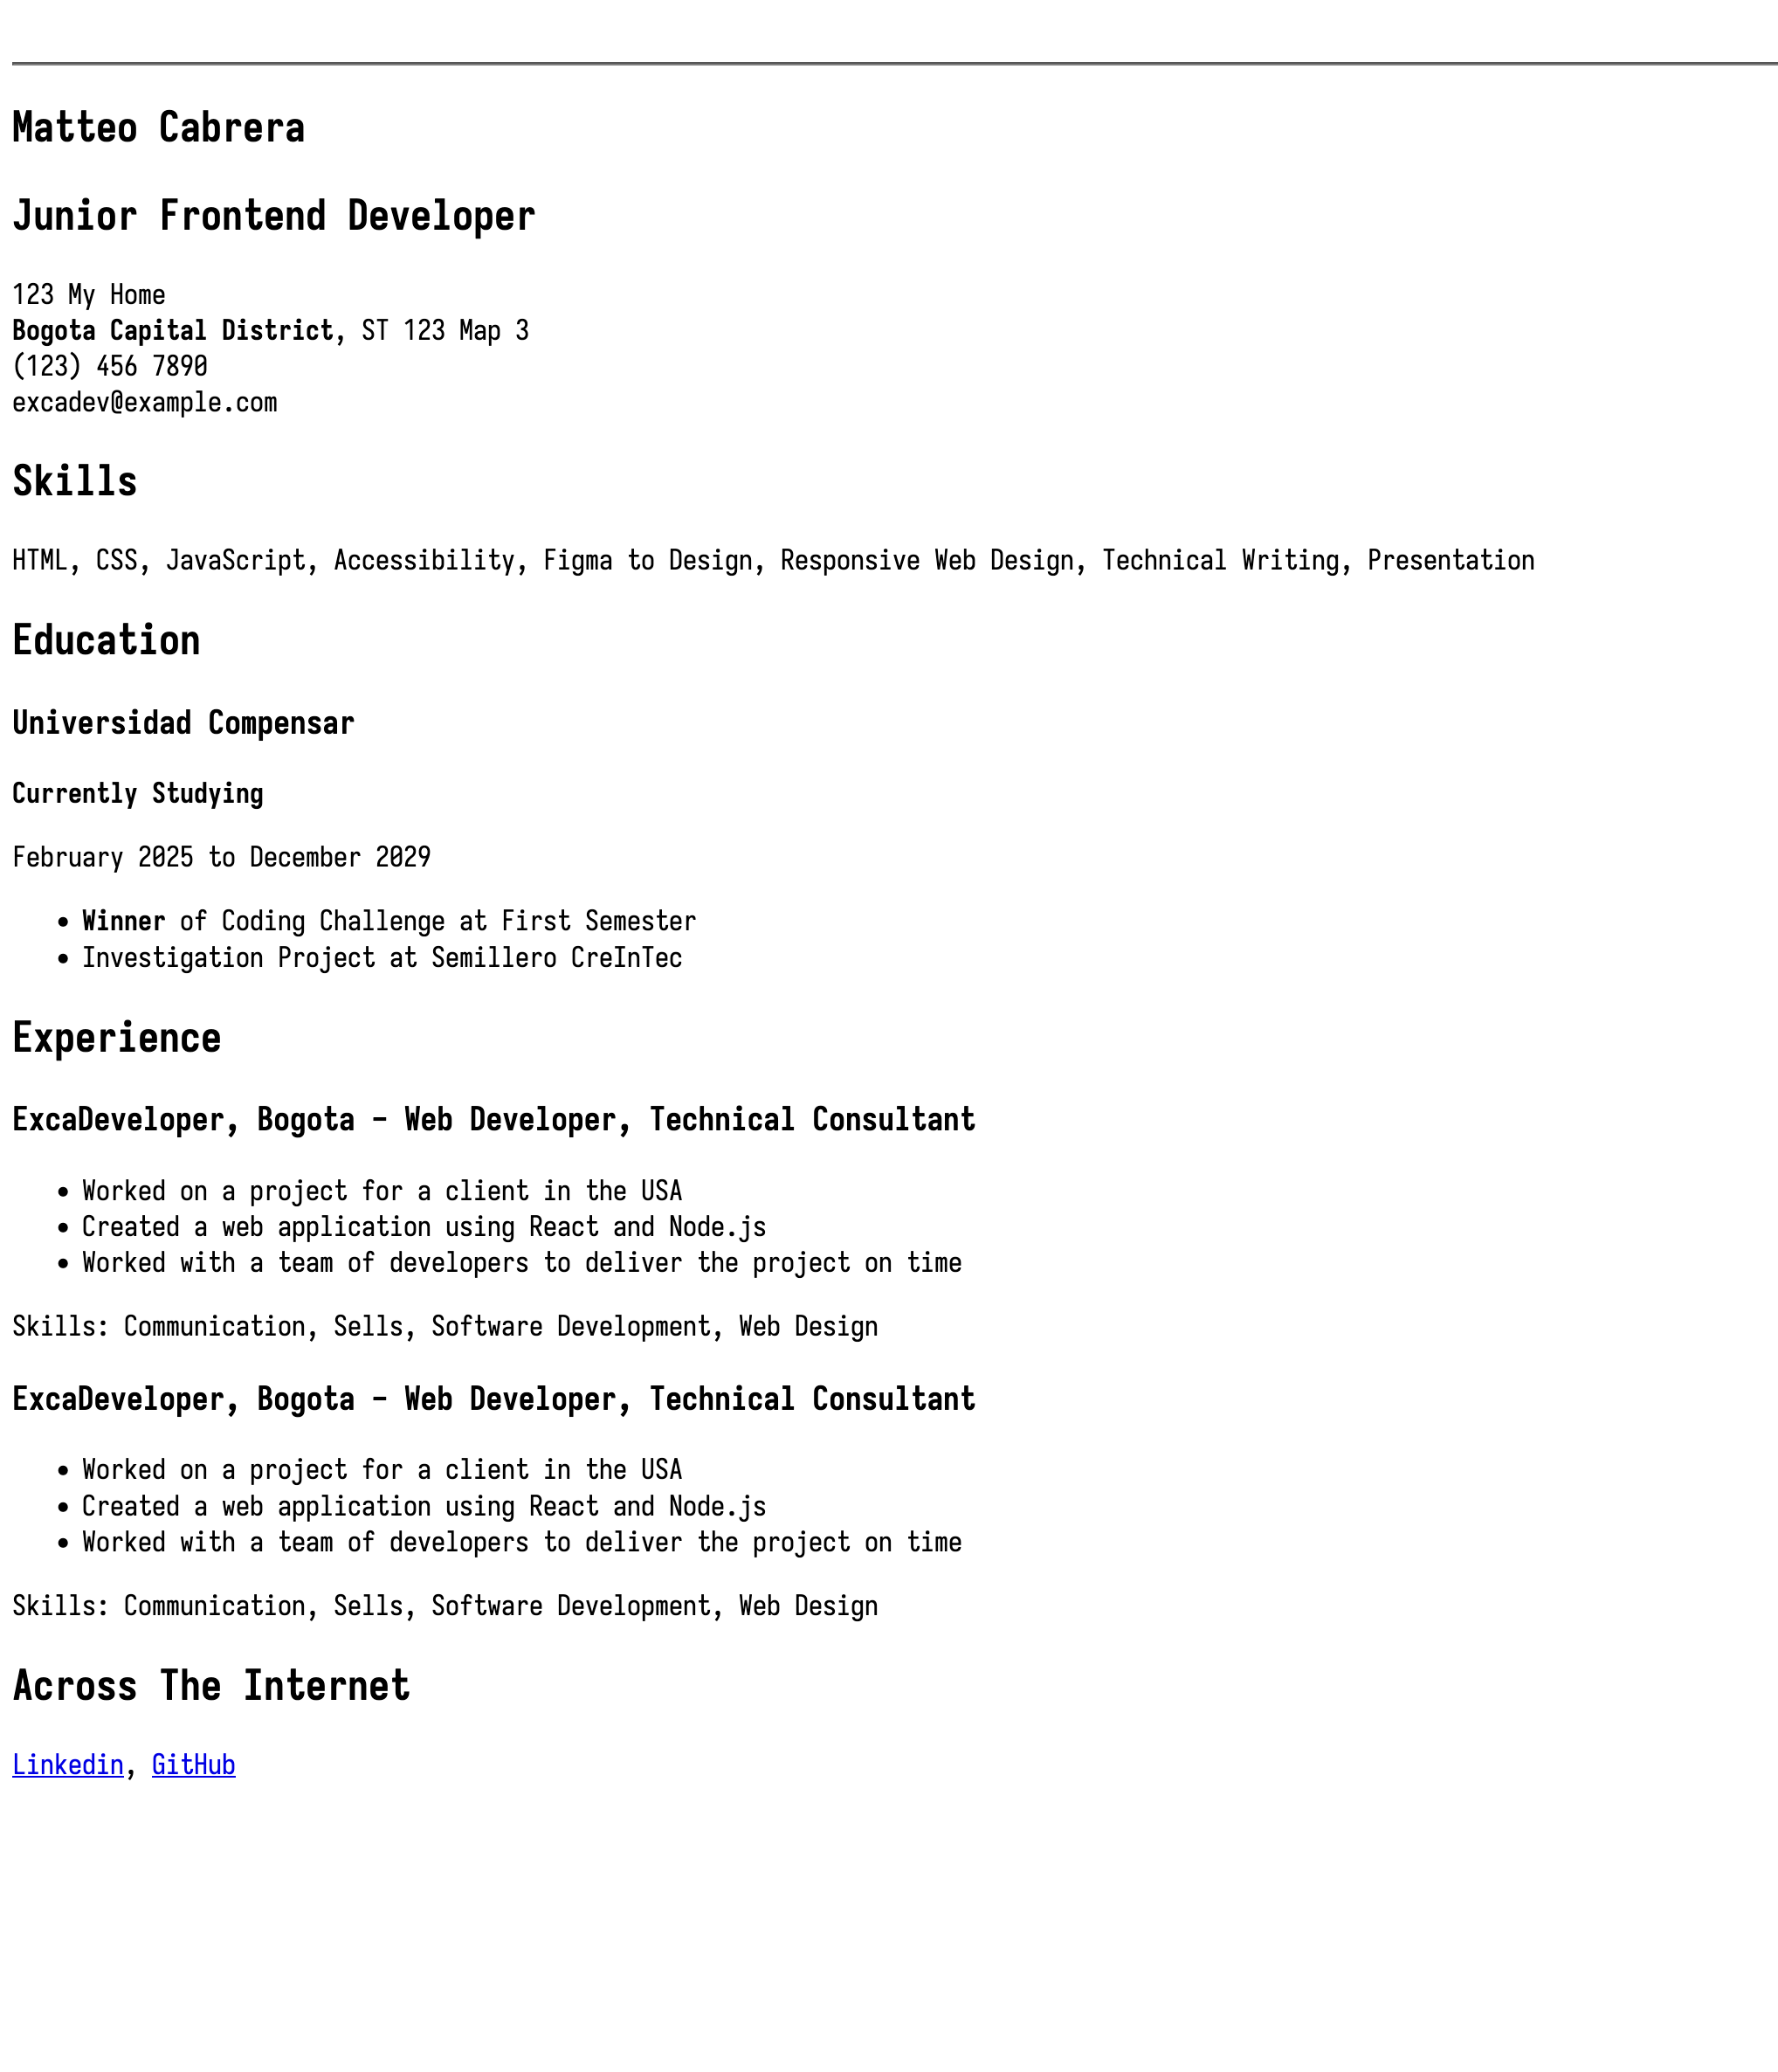 Matteo Cabrera
Junior Frontend Developer
123 My Home
Bogota Capital District, ST 123 Map 3
(123) 456 7890
excadev@example.com
Skills
HTML, CSS, JavaScript, Accessibility, Figma to Design, Responsive Web Design, Technical Writing, Presentation
Education
Universidad Compensar
Currently Studying
February 2025 to December 2029
• Winner of Coding Challenge at First Semester
• Investigation Project at Semillero CreInTec
Experience
ExcaDeveloper, Bogota - Web Developer, Technical Consultant
• Worked on a project for a client in the USA
• Created a web application using React and Node.js
• Worked with a team of developers to deliver the project on time
Skills: Communication, Sells, Software Development, Web Design
ExcaDeveloper, Bogota - Web Developer, Technical Consultant
• Worked on a project for a client in the USA
• Created a web application using React and Node.js
• Worked with a team of developers to deliver the project on time
Skills: Communication, Sells, Software Development, Web Design
Across The Internet
Linkedin, GitHub